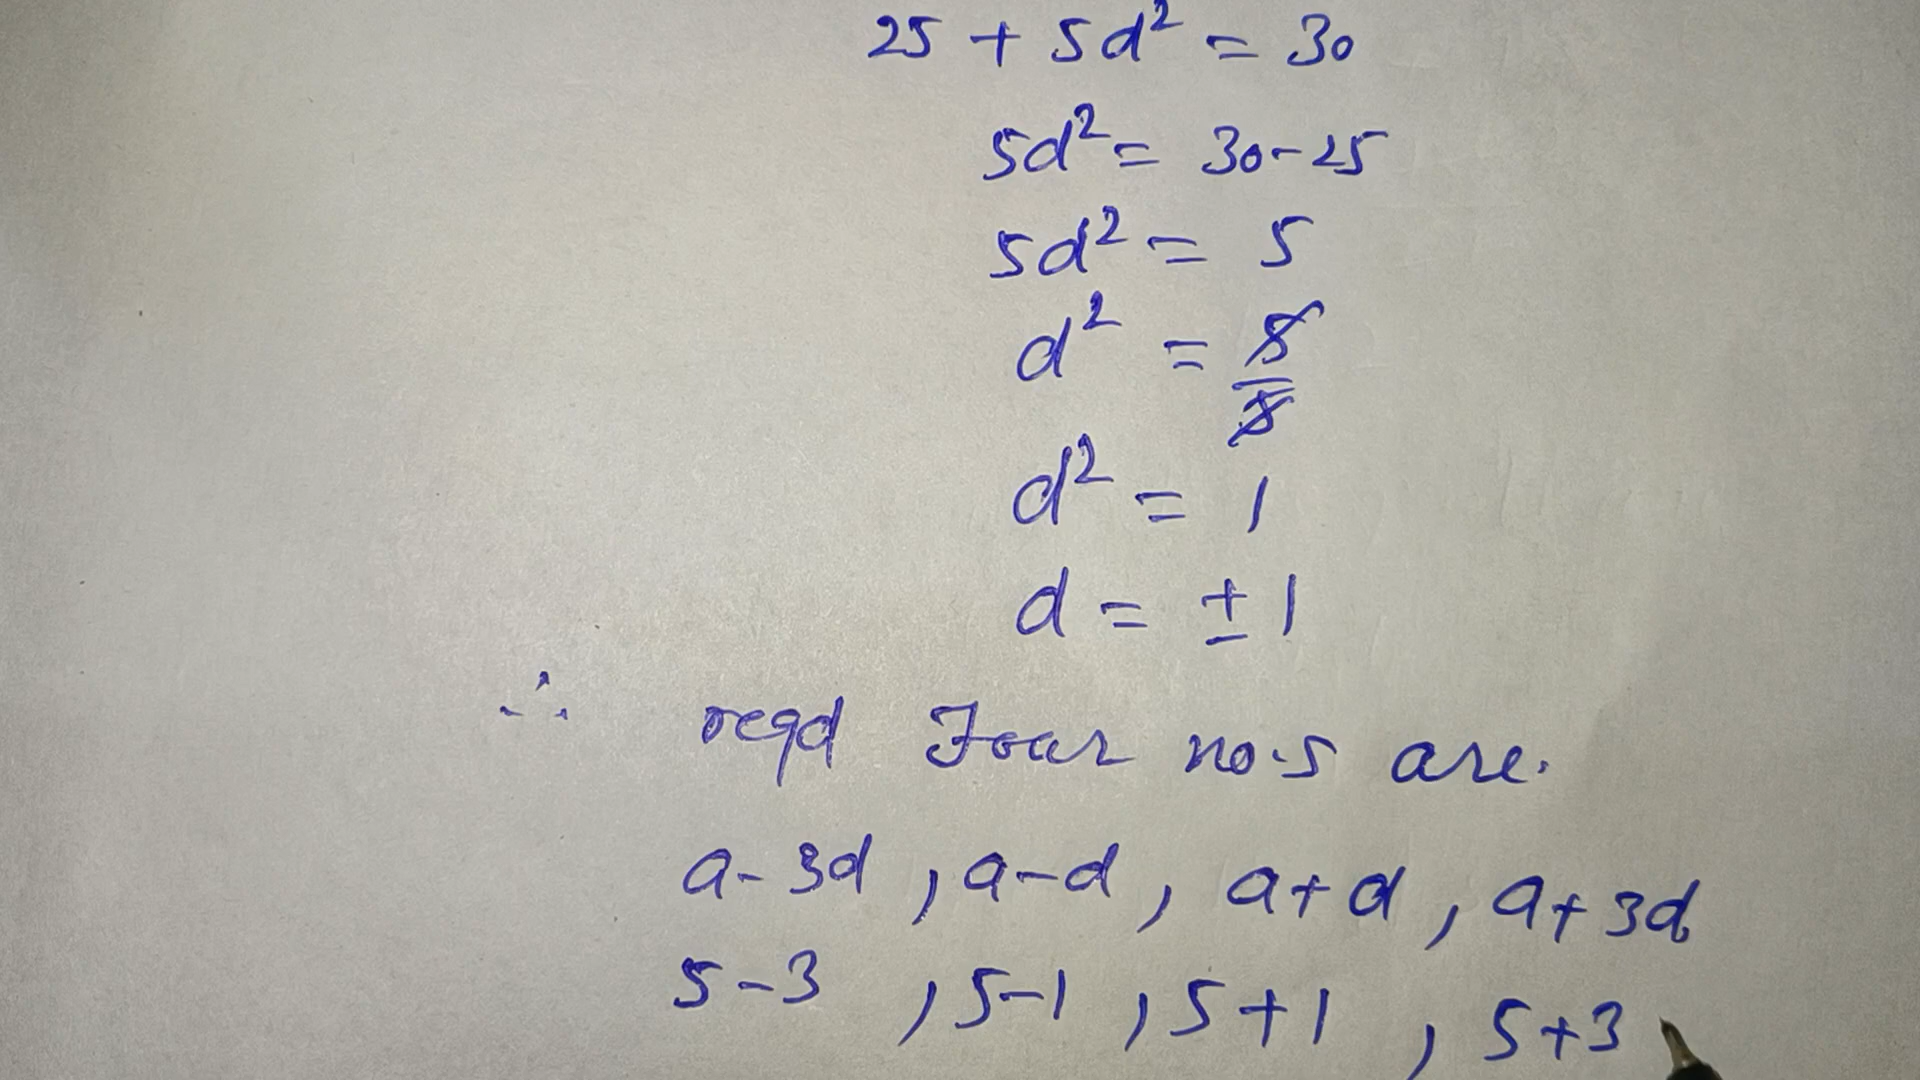 25 + 5d² = 30
5d² = 30-25
5d² = 5
d² = 5/5
d² = 1
d = ±1
∴ reqd Four no.s are.
a-3d, a-d, a+d, a+3d
5-3, 5-1, 5+1, 5+3